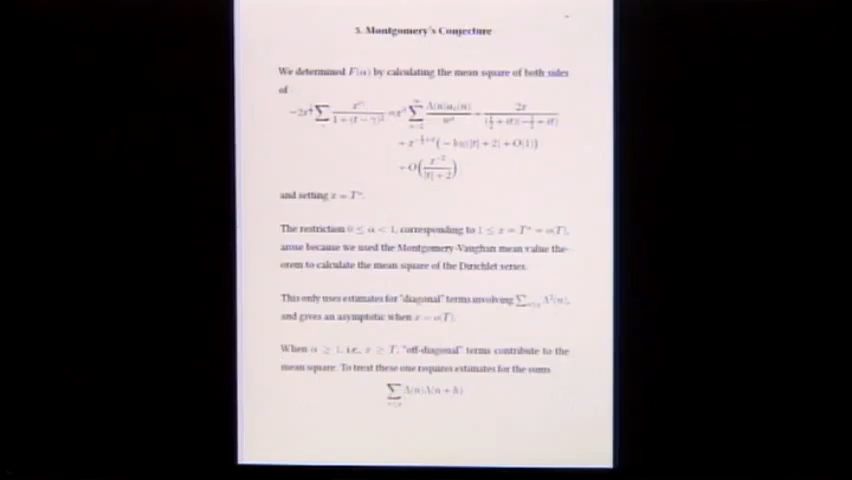 3. Montgomery's Conjecture
We determined F(α) by calculating the mean square of both sides
of
and setting x = T^α.
The restriction 0 ≤ α < 1, corresponding to 1 ≤ x = T^α = o(T),
arose because we used the Montgomery-Vaughan mean value the-
orem to calculate the mean square of the Dirichlet series.
This only uses estimates for "diagonal" terms involving Λ²(n),
and gives an asymptotic when x = o(T).
When α ≥ 1, i.e., x ≥ T, "off-diagonal" terms contribute to the
mean square. To treat these one requires estimates for the sums
∑ Λ(n)Λ(n + h)